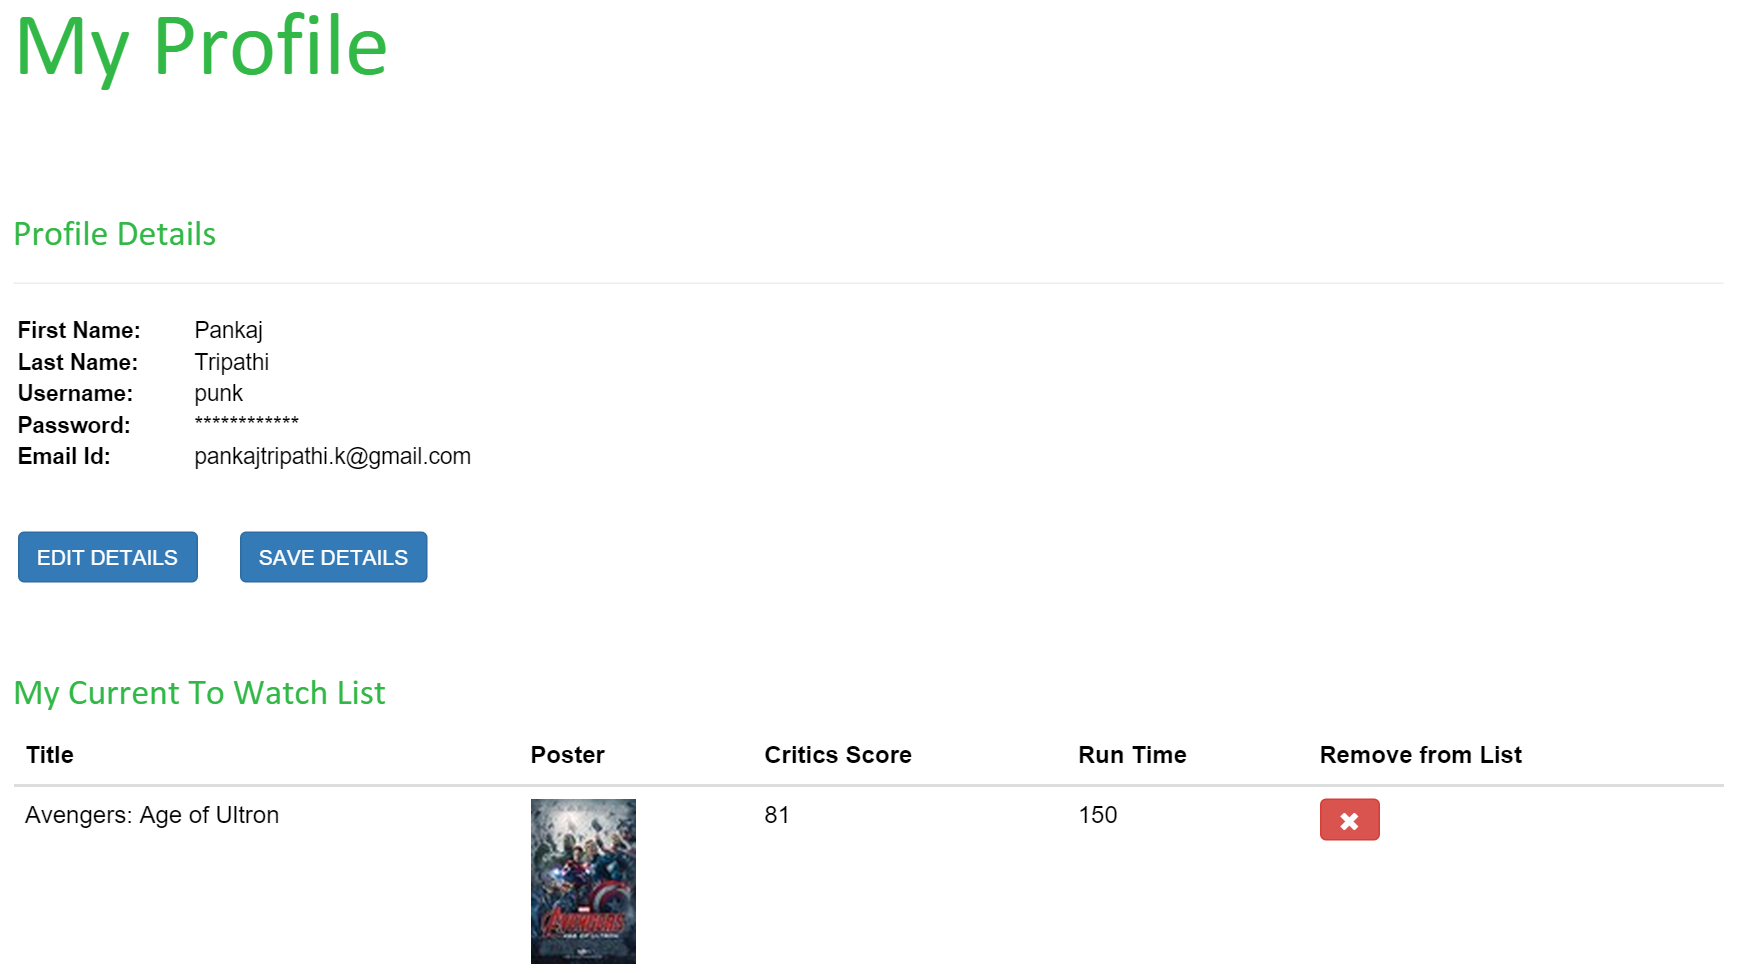 My Profile
Profile Details
First Name: Pankaj
Last Name: Tripathi
Username: punk
Password: ************
Email Id: pankajtripathi.k@gmail.com
EDIT DETAILS SAVE DETAILS
My Current To Watch List
Title Poster Critics Score Run Time Remove from List
Avengers: Age of Ultron 81 150
AVENGERS
AGE OF ULTRON